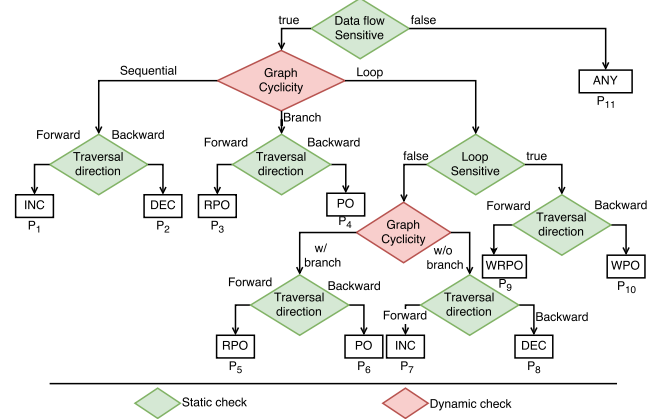 true
Data flow
Sensitive
false
Sequential
Graph
Cyclicity
Loop
ANY
P11
Branch
Forward
Backward
Traversal
direction
Forward
Backward
Traversal
direction
false
Loop
Sensitive
true
INC
P1
DEC
P2
RPO
P3
PO
P4
Graph
Cyclicity
Forward
Backward
Traversal
direction
w/
branch
w/o
branch
WRPO
P9
WPO
P10
Forward
Backward
Traversal
direction
Forward
Backward
Traversal
direction
RPO
P5
PO
P6
INC
P7
DEC
P8
Static check
Dynamic check